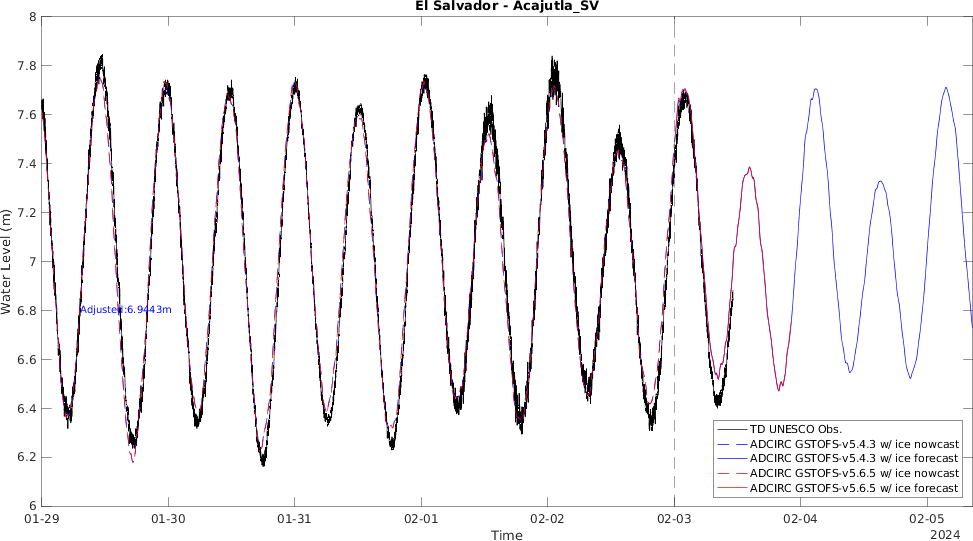 El Salvador - Acajutla_SV
8
7.8
7.6
7.4
7.2
7
6.8
6.6
6.4
6.2
6
Water Level (m)
Adjusted:6.9443m
TD UNESCO Obs.
ADCIRC GSTOFS-v5.4.3 w/ ice nowcast
ADCIRC GSTOFS-v5.4.3 w/ ice forecast
ADCIRC GSTOFS-v5.6.5 w/ ice nowcast
ADCIRC GSTOFS-v5.6.5 w/ ice forecast
01-29 01-30 01-31 02-01 02-02 02-03 02-04 02-05
Time
2024